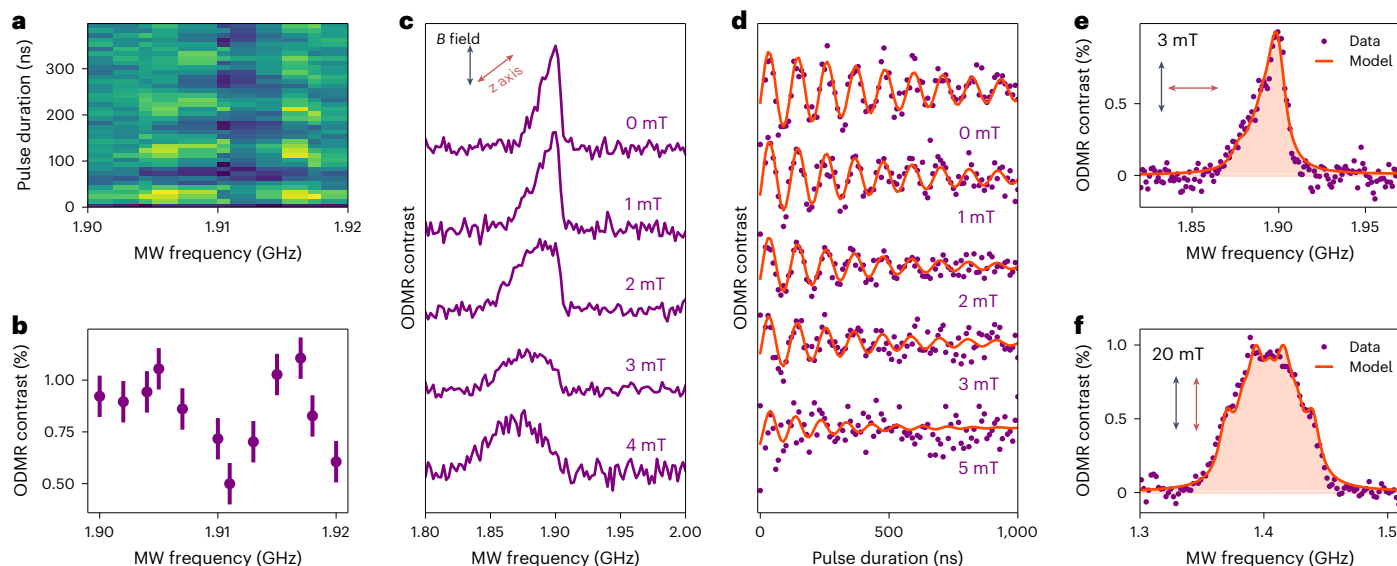 a
Pulse duration (ns)
300
200
100
0
1.90
1.91
1.92
MW frequency (GHz)
b
ODMR contrast (%)
1.00
0.75
0.50
1.90
1.91
1.92
MW frequency (GHz)
c
B field
z axis
0 mT
1 mT
2 mT
3 mT
4 mT
ODMR contrast
1.80
1.85
1.90
1.95
2.00
MW frequency (GHz)
d
0 mT
1 mT
2 mT
3 mT
5 mT
ODMR contrast
0
500
1,000
Pulse duration (ns)
e
3 mT
Data
Model
ODMR contrast (%)
0.5
0
1.85
1.90
1.95
MW frequency (GHz)
f
20 mT
Data
Model
ODMR contrast (%)
1.0
0.5
0
1.3
1.4
1.5
MW frequency (GHz)